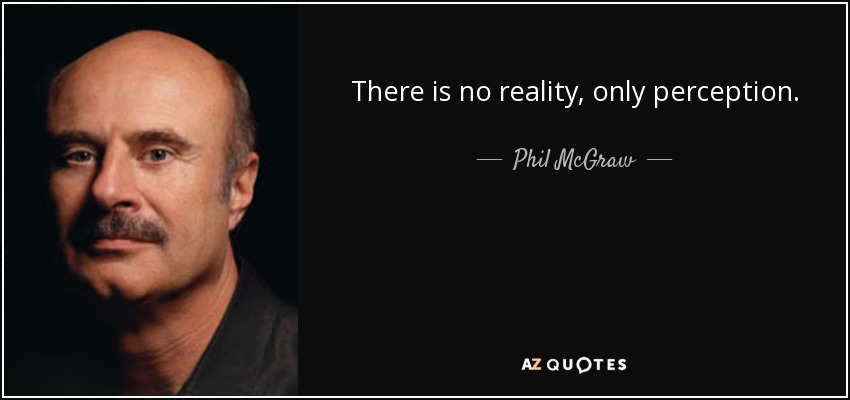 There is no reality, only perception.
Phil McGraw
AZ QUOTES